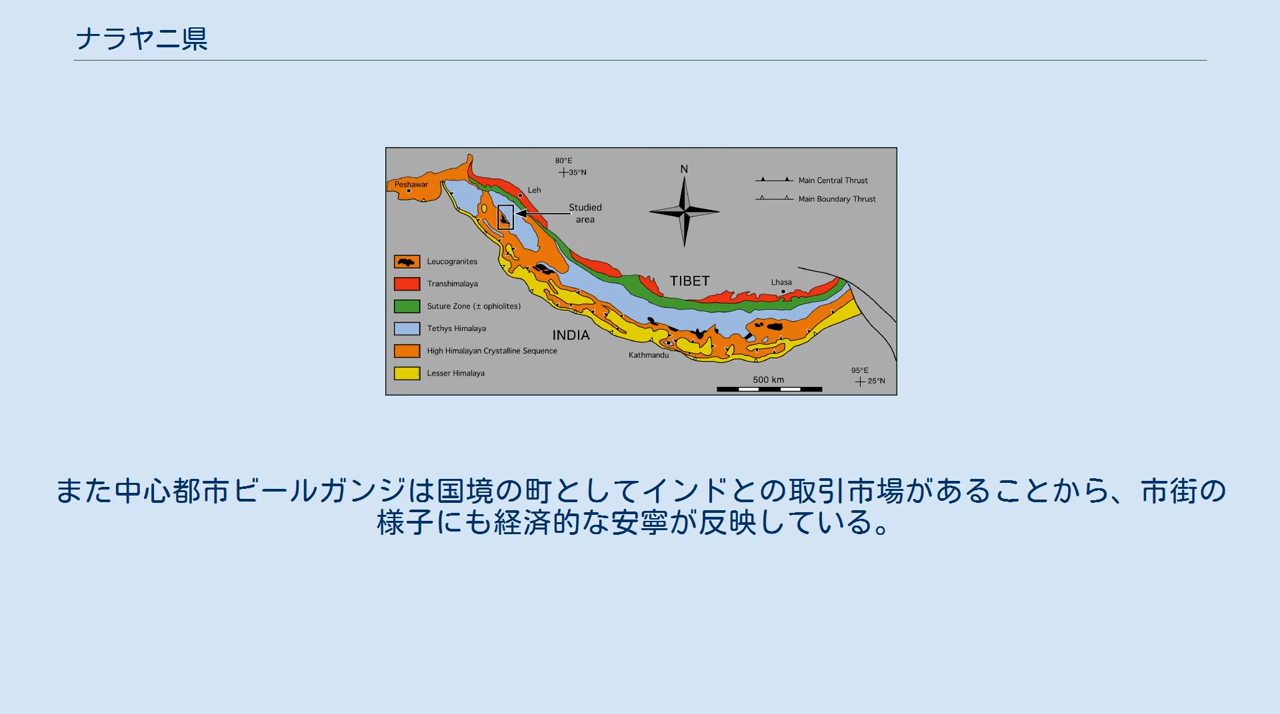 ナラヤニ県
80°E
35°N
N
Main Central Thrust
Main Boundary Thrust
Peshawar
Leh
Studied
area
Leucogranites
Transhimalaya
Suture Zone (± ophiolites)
Tethys Himalaya
High Himalayan Crystalline Sequence
Lesser Himalaya
TIBET
Lhasa
INDIA
Kathmandu
500 km
95°E
25°N
また中心都市ビールガンジは国境の町としてインドとの取引市場があることから、市街の
様子にも経済的な安寧が反映している。